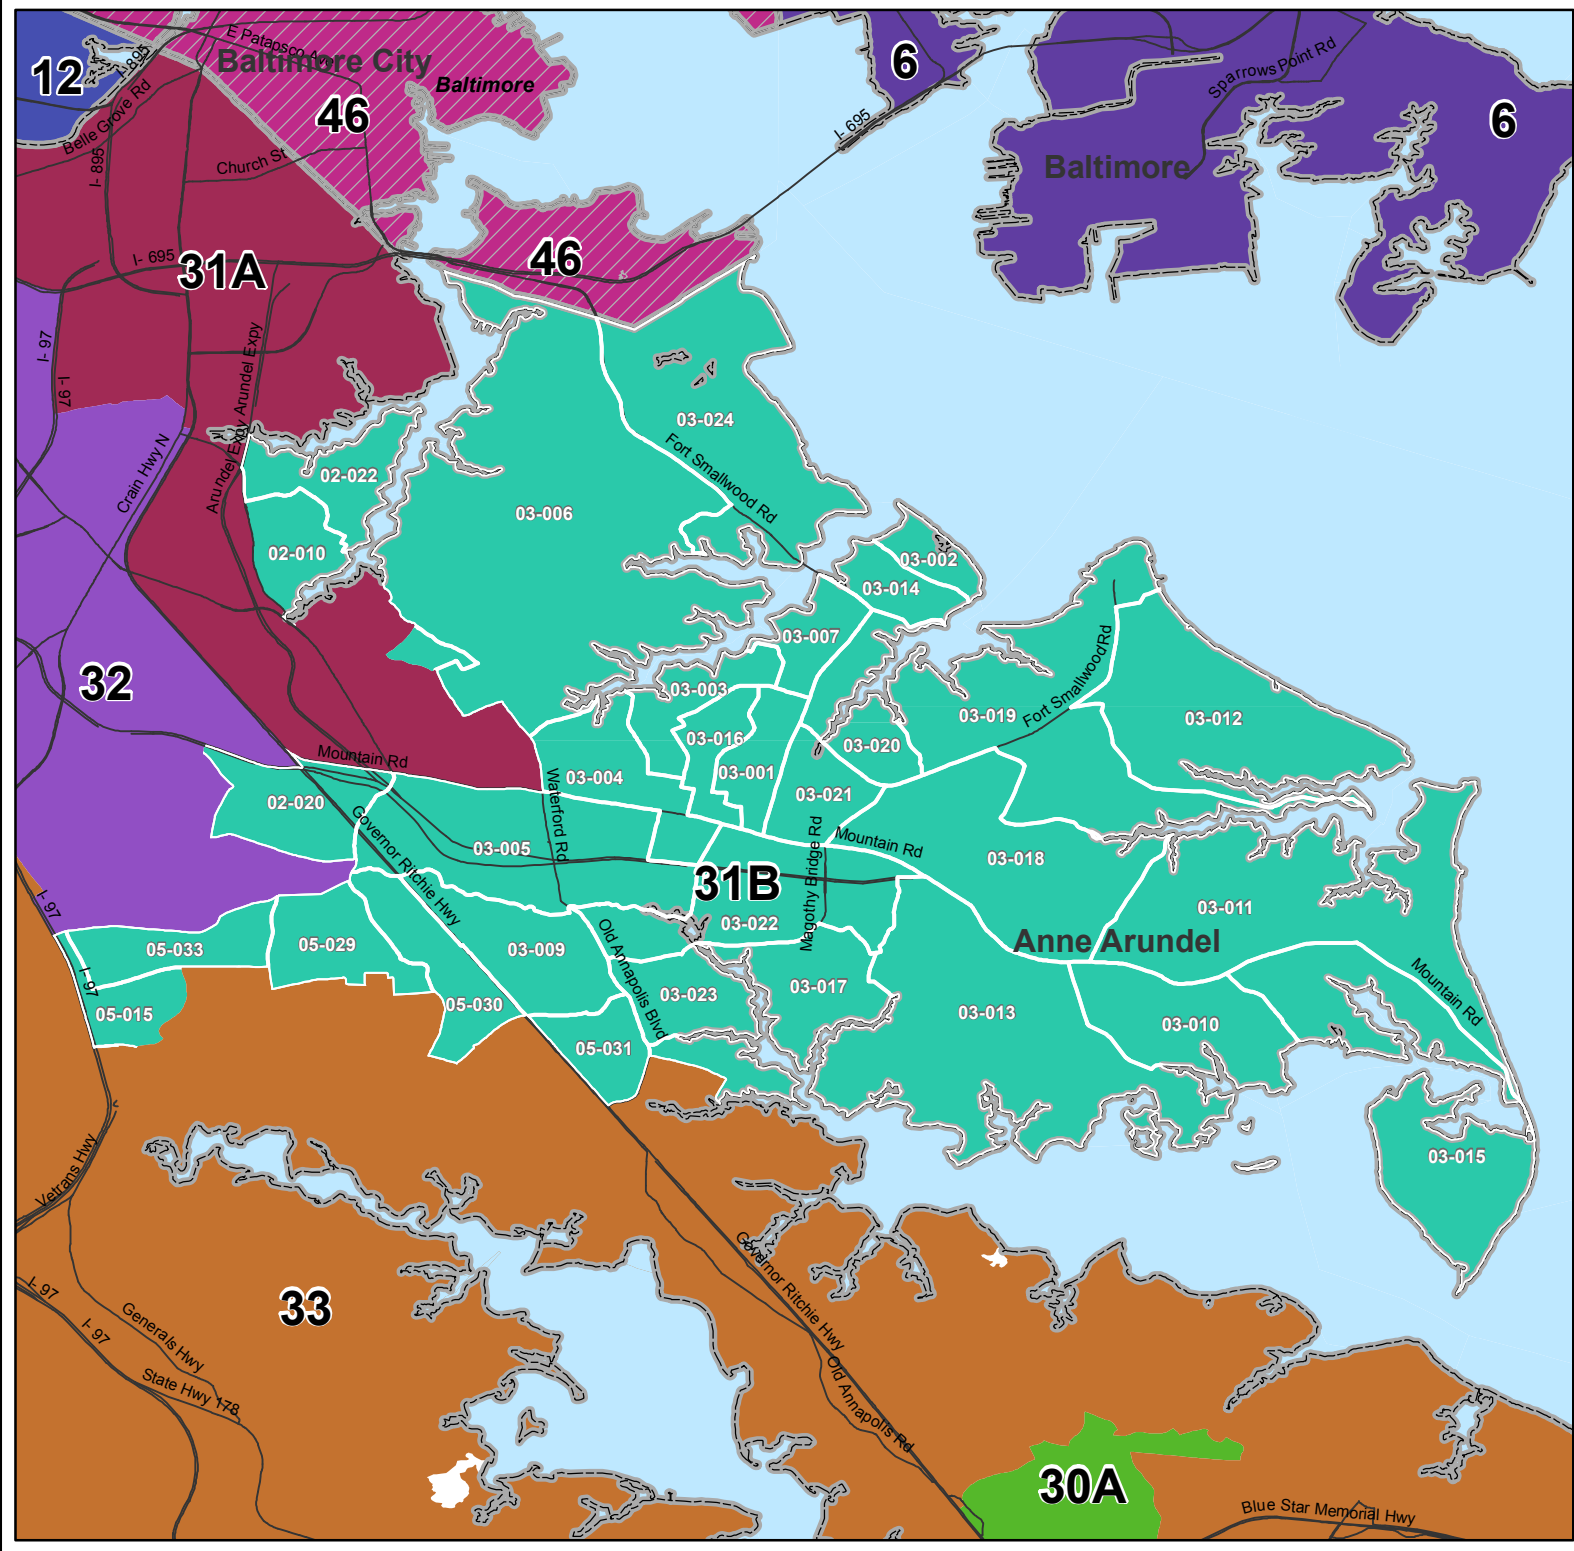 E Patapsco Ave
Baltimore City
12
I- 895
6
Sparrows Point Rd
Baltimore
46
Belle Grove Rd
I- 695
6
I- 895
Church St
Baltimore
I- 695
31A
46
I- 97
I- 97
Arundel Expy
Arundel Expy
03-024
Crain Hwy N
02-022
Fort Smallwood Rd
03-006
02-010
03-002
03-014
03-007
32
03-003
Fort Smallwood Rd
03-019
03-012
03-016
03-020
Mountain Rd
03-004
03-001
03-021
02-020
Waterford Rd
Governor Ritchie Hwy
03-005
Magothy Bridge Rd
Mountain Rd
03-018
31B
I- 97
03-022
03-011
Anne Arundel
05-033
05-029
03-009
Old Annapolis Blvd
I- 97
03-023
03-017
Mountain Rd
05-015
05-030
03-013
03-010
05-031
Vetrans Hwy
03-015
Governor Ritchie Hwy
I- 97
33
Generals Hwy
I- 97
State Hwy 178
Old Annapolis Rd
30A
Blue Star Memorial Hwy